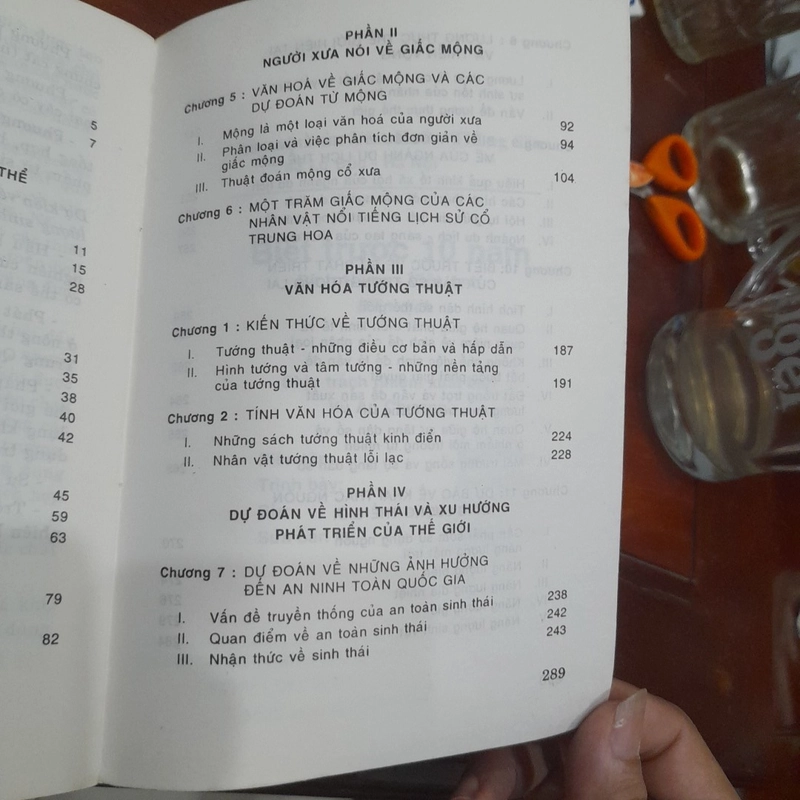 5
7
THỂ
11
15
28
31
35
38
40
42
45
59
63
79
82
PHẦN II
NGƯỜI XƯA NÓI VỀ GIẤC MỘNG
Chương 5 : VĂN HOÁ VỀ GIẤC MỘNG VÀ CÁC
DỰ ĐOÁN TỪ MỘNG
I. Mộng là một loại văn hoá của người xưa 92
II. Phân loại và việc phân tích đơn giản về
giấc mộng 94
III. Thuật đoán mộng cổ xưa 104
Chương 6 : MỘT TRĂM GIẤC MỘNG CỦA CÁC
NHÂN VẬT NỔI TIẾNG LỊCH SỬ CỔ
TRUNG HOA
PHẦN III
VĂN HÓA TƯỚNG THUẬT
Chương 1 : KIẾN THỨC VỀ TƯỚNG THUẬT
I. Tướng thuật - những điều cơ bản và hấp dẫn 187
II. Hình tướng và tâm tướng - những nền tảng
của tướng thuật 191
Chương 2 : TÍNH VĂN HÓA CỦA TƯỚNG THUẬT
I. Những sách tướng thuật kinh điển 224
II. Nhân vật tướng thuật lỗi lạc 228
PHẦN IV
DỰ ĐOÁN VỀ HÌNH THÁI VÀ XU HƯỚNG
PHÁT TRIỂN CỦA THẾ GIỚI
Chương 7 : DỰ ĐOÁN VỀ NHỮNG ẢNH HƯỞNG
ĐẾN AN NINH TOÀN QUỐC GIA
I. Vấn đề truyền thống của an toàn sinh thái 238
II. Quan điểm về an toàn sinh thái 242
III. Nhận thức về sinh thái 243
289